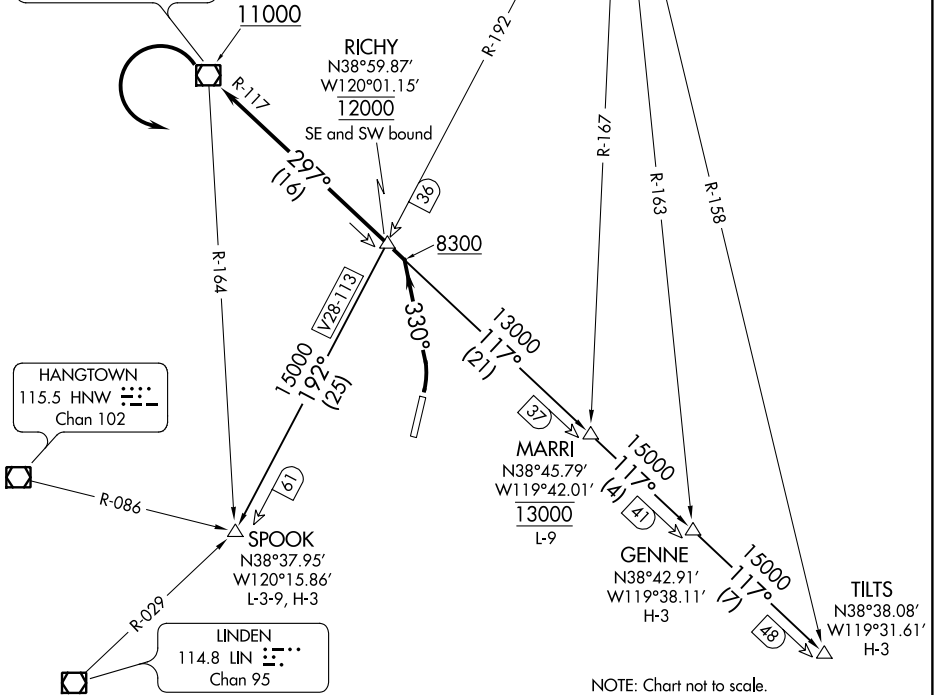 11000
R-192
RICHY
N38°59.87'
W120°01.15'
12000
SE and SW bound
R-117
297°
(16)
36
8300
R-167
R-163
R-158
R-164
V28-113
330°
15000
192°
(25)
13000
117°
(21)
HANGTOWN
115.5 HNW
Chan 102
R-086
61
SPOOK
N38°37.95'
W120°15.86'
L-3-9, H-3
37
MARRI
N38°45.79'
W119°42.01'
13000
L-9
15000
117°
(4)
41
GENNE
N38°42.91'
W119°38.11'
H-3
15000
117°
(7)
48
TILTS
N38°38.08'
W119°31.61'
H-3
R-029
LINDEN
114.8 LIN
Chan 95
NOTE: Chart not to scale.